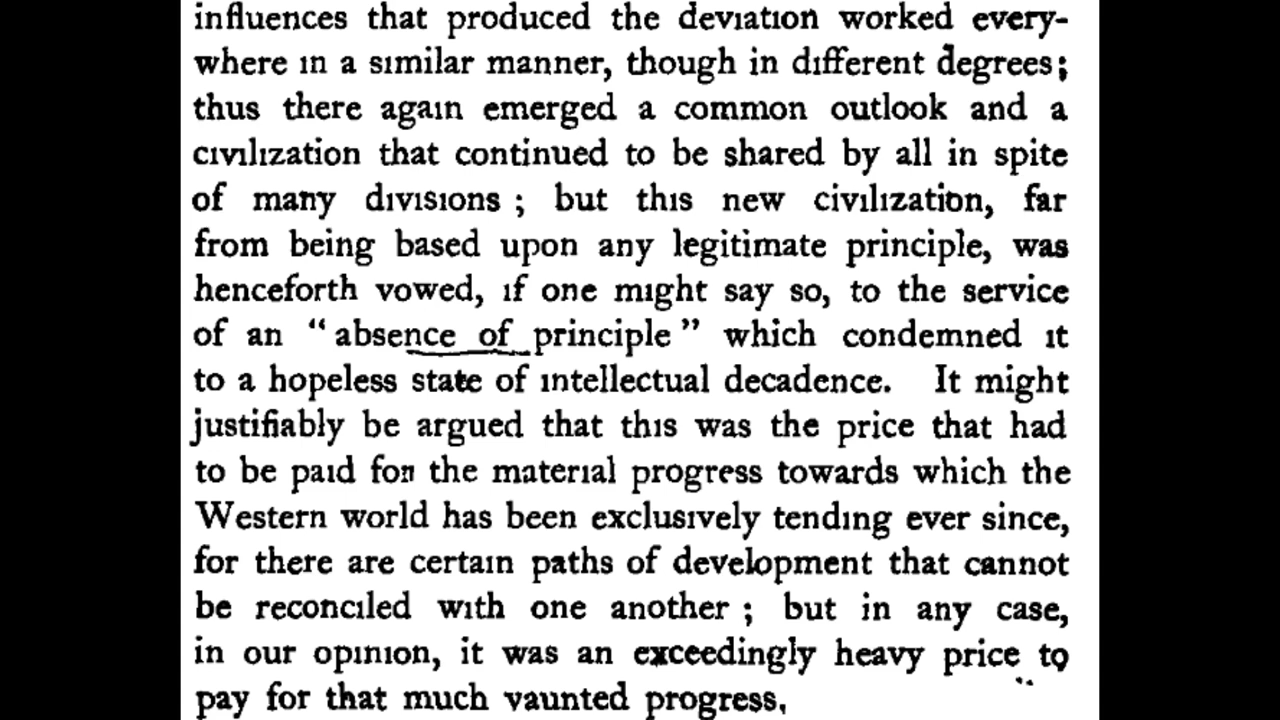 influences that produced the deviation worked every-
where in a similar manner, though in different degrees;
thus there again emerged a common outlook and a
civilization that continued to be shared by all in spite
of many divisions ; but this new civilization, far
from being based upon any legitimate principle, was
henceforth vowed, if one might say so, to the service
of an “absence of principle” which condemned it
to a hopeless state of intellectual decadence. It might
justifiably be argued that this was the price that had
to be paid for the material progress towards which the
Western world has been exclusively tending ever since,
for there are certain paths of development that cannot
be reconciled with one another ; but in any case,
in our opinion, it was an exceedingly heavy price to
pay for that much vaunted progress.